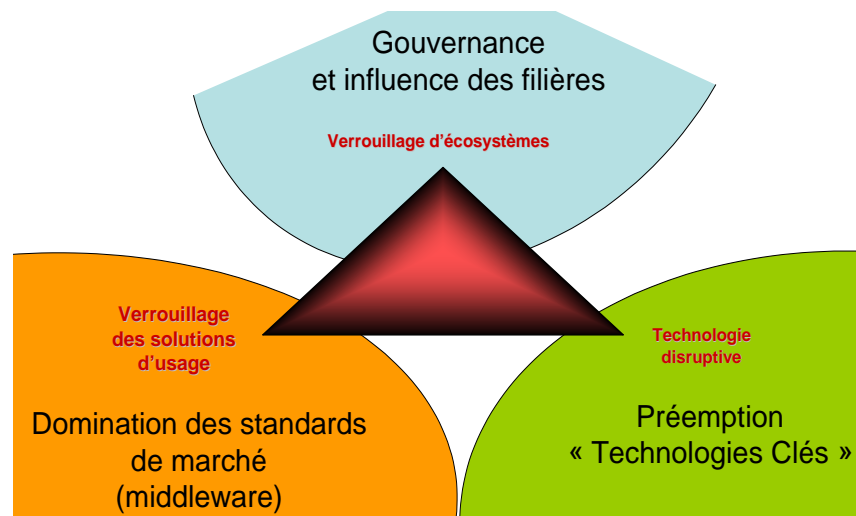 Gouvernance
et influence des filières
Verrouillage d'écosystèmes
Verrouillage
des solutions
d'usage
Technologie
disruptive
Domination des standards
de marché
(middleware)
Préemption
« Technologies Clés »